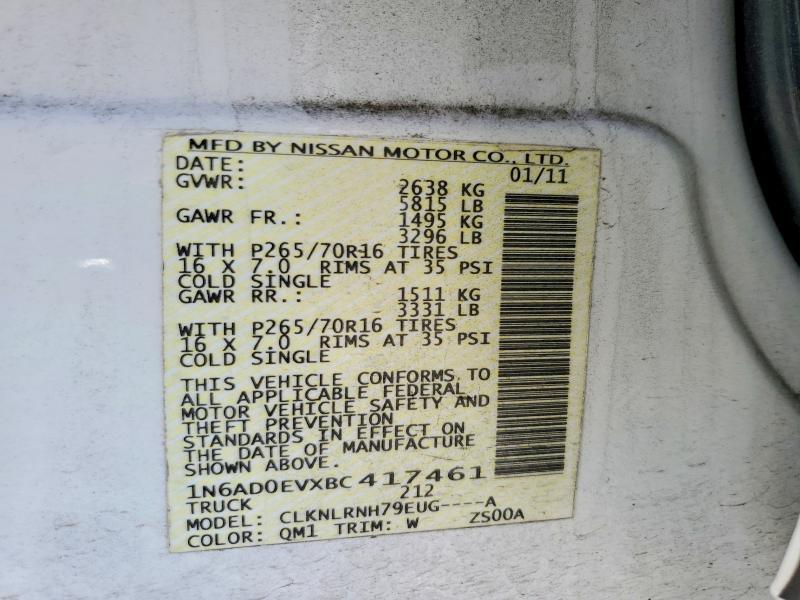 MFD BY NISSAN MOTOR CO., LTD.
DATE: 01/11
GVWR: 2638 KG
5815 LB
GAWR FR.: 1495 KG
3296 LB
WITH P265/70R16 TIRES
16 X 7.0 RIMS AT 35 PSI
COLD SINGLE
GAWR RR.: 1511 KG
3331 LB
WITH P265/70R16 TIRES
16 X 7.0 RIMS AT 35 PSI
COLD SINGLE
THIS VEHICLE CONFORMS TO
ALL APPLICABLE FEDERAL
MOTOR VEHICLE SAFETY AND
THEFT PREVENTION
STANDARDS IN EFFECT ON
THE DATE OF MANUFACTURE
SHOWN ABOVE.
1N6AD0EVXBC417461
TRUCK 212
MODEL: CLKNLRNH79EUG----A
COLOR: QM1 TRIM: W ZS00A